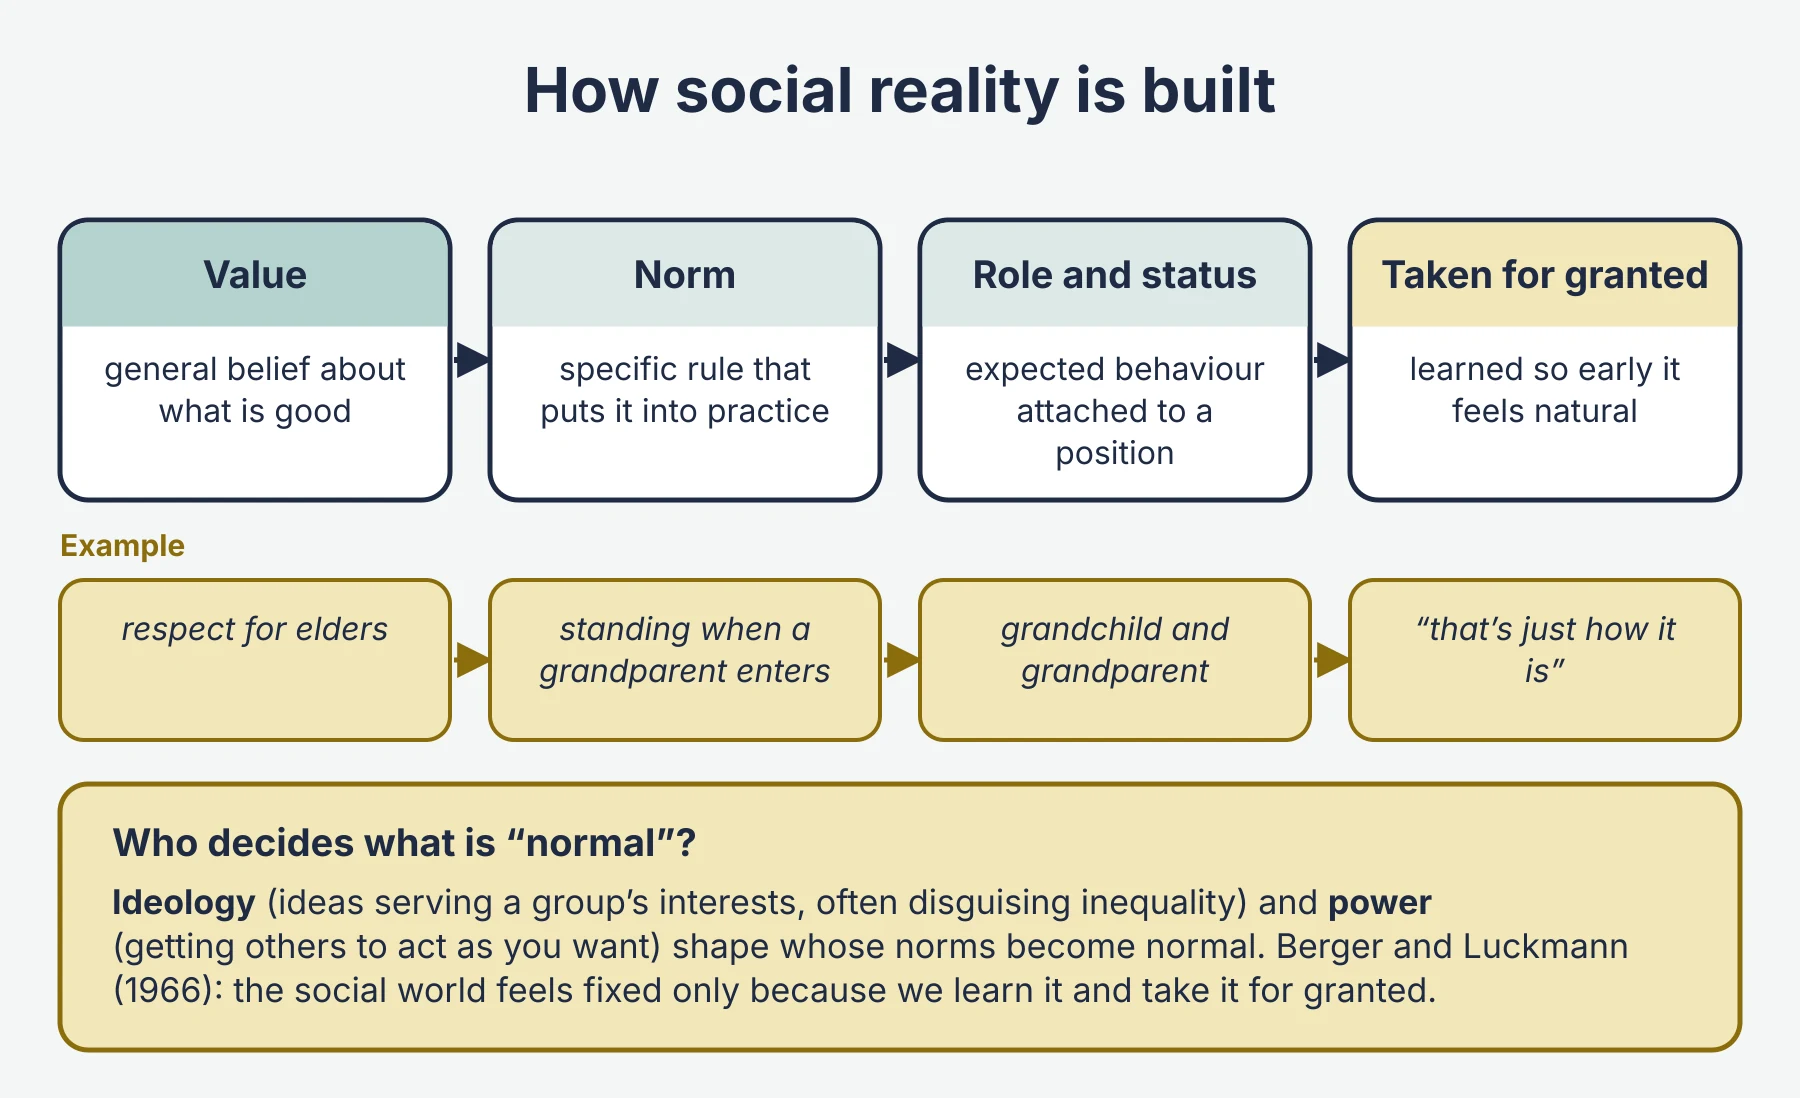 How social reality is built
Value
general belief about
what is good
Norm
specific rule that
puts it into practice
Role and status
expected behaviour
attached to a
position
Taken for granted
learned so early it
feels natural
Example
respect for elders
standing when a
grandparent enters
grandchild and
grandparent
“that’s just how it
is”
Who decides what is “normal”?
Ideology (ideas serving a group’s interests, often disguising inequality) and power
(getting others to act as you want) shape whose norms become normal. Berger and Luckmann
(1966): the social world feels fixed only because we learn it and take it for granted.